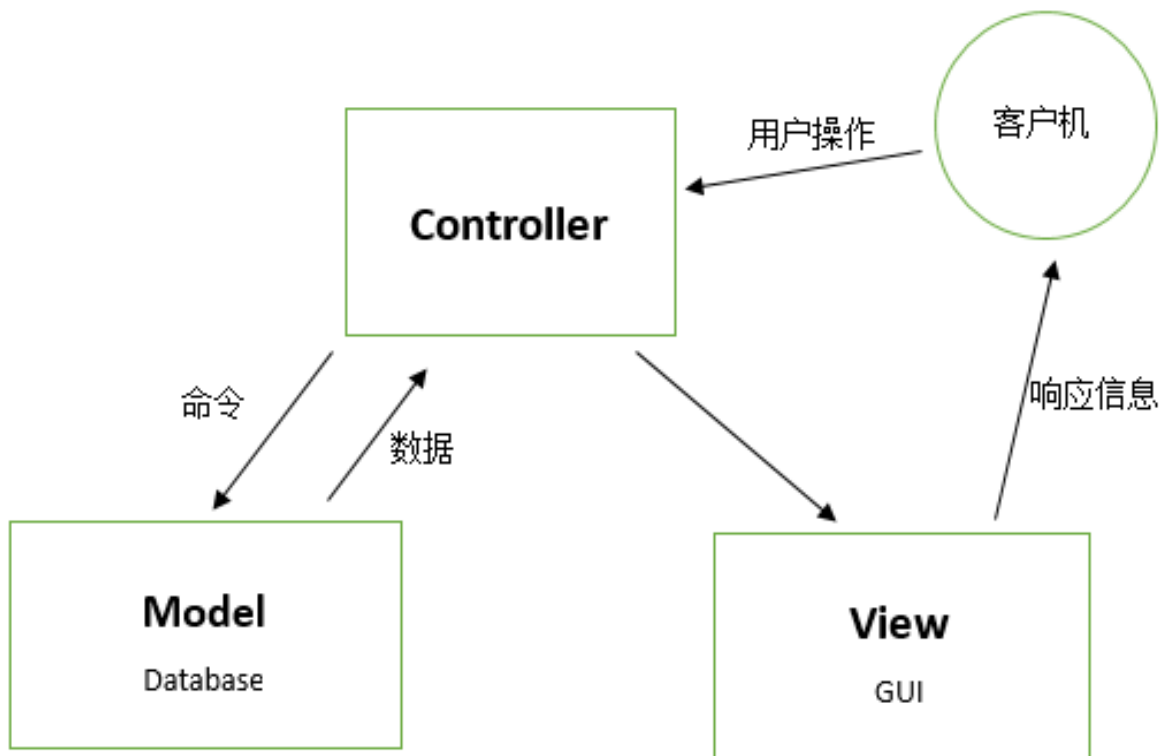 客户机
用户操作
Controller
命令
数据
响应信息
Model
Database
View
GUI